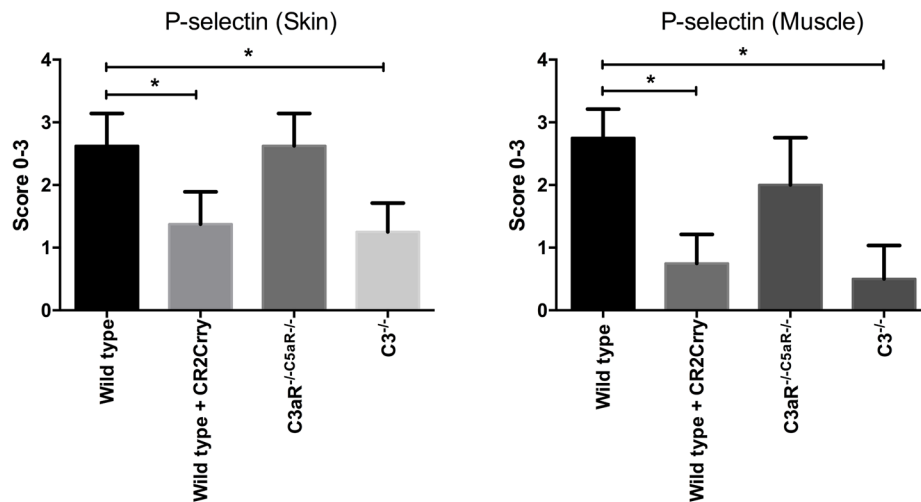 P-selectin (Skin)
Score 0-3
4
3
2
1
0
*
*
Wild type
Wild type + CR2Crry
C3aR-/-C5aR-/-
C3-/-
P-selectin (Muscle)
Score 0-3
4
3
2
1
0
*
*
Wild type
Wild type + CR2Crry
C3aR-/-C5aR-/-
C3-/-